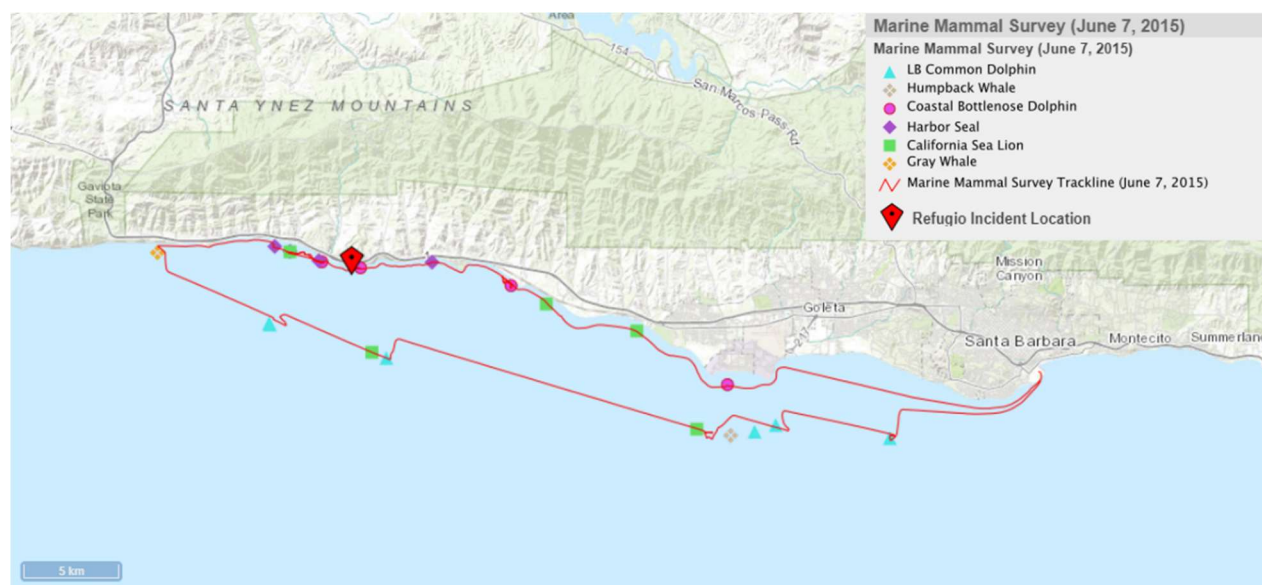 Marine Mammal Survey (June 7, 2015)
Marine Mammal Survey (June 7, 2015)
LB Common Dolphin
Humpback Whale
Coastal Bottlenose Dolphin
Harbor Seal
California Sea Lion
Gray Whale
Marine Mammal Survey Trackline (June 7, 2015)
Refugio Incident Location
Area
154
San Marcos Pass Rd
SANTA YNEZ MOUNTAINS
Gaviota
State
Park
Mission
Canyon
Goleta
217
Santa Barbara
Montecito
Summerland
5 km